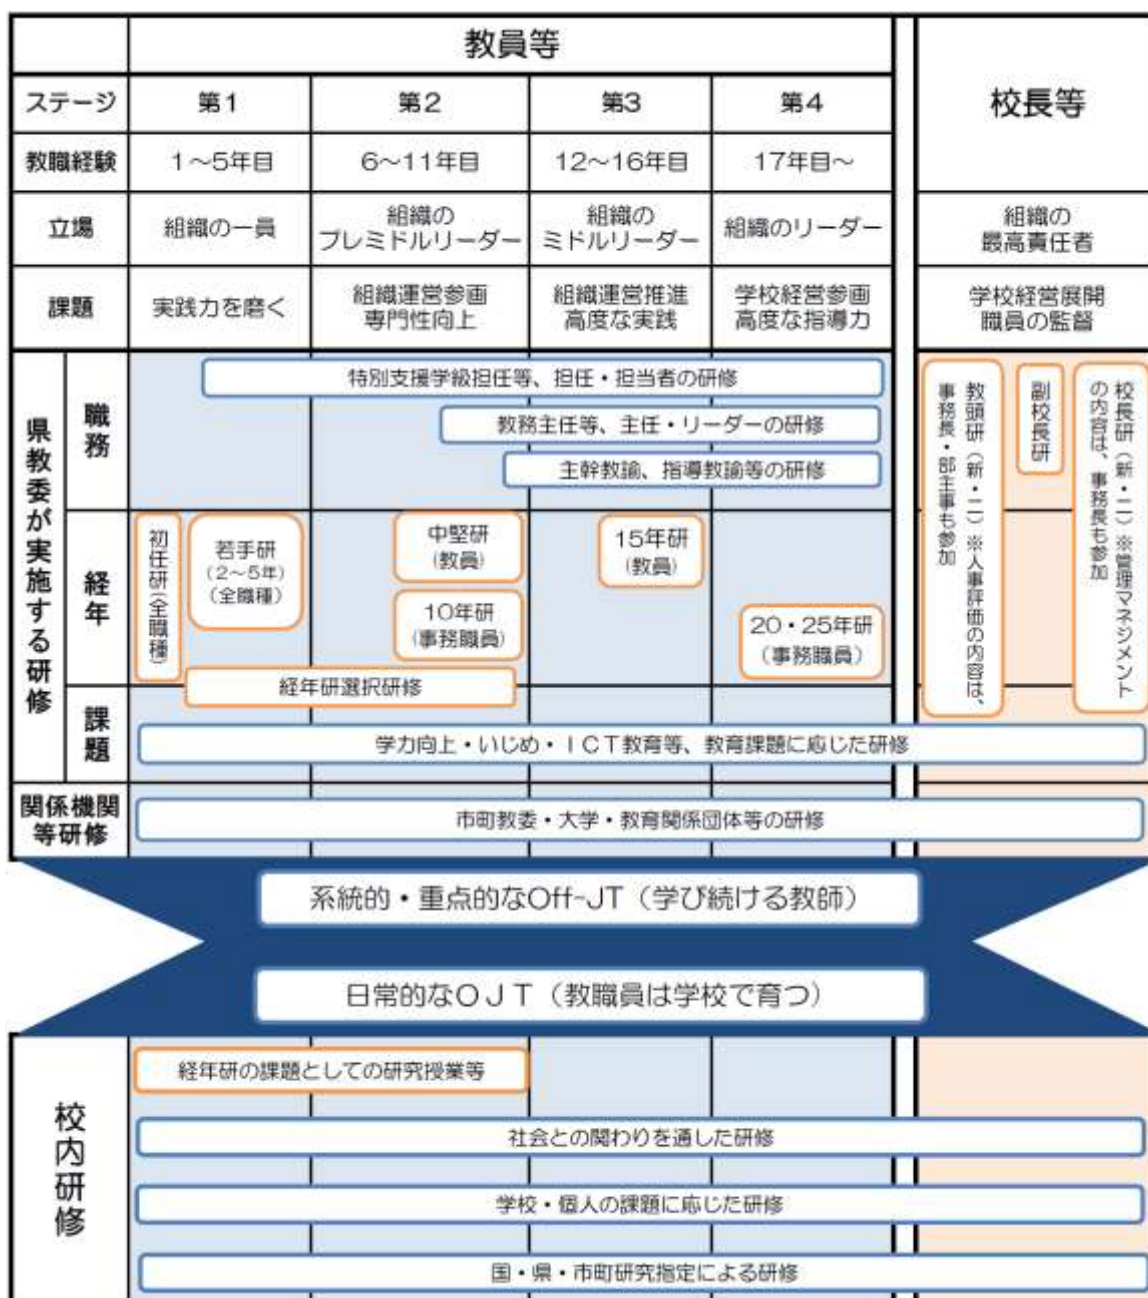 教員等
校長等
ステージ 第1 第2 第3 第4
教職経験 1～5年目 6～11年目 12～16年目 17年目～
立場 組織の一員 組織の
プレミドルリーダー 組織の
ミドルリーダー 組織のリーダー 組織の
最高責任者
課題 実践力を磨く 組織運営参画
専門性向上 組織運営推進
高度な実践 学校経営参画
高度な指導力 学校経営展開
職員の監督
県教委が実施する研修
職務
特別支援学級担任等、担任・担当者の研修
教務主任等、主任・リーダーの研修
主幹教諭、指導教諭等の研修
教頭研（新・二）※人事評価の内容は、
事務長・部主事も参加
副校長研
校長研（新・二）※管理マネジメント
の内容は、事務長も参加
経年
初任研(全職種)
若手研
(2～5年)
(全職種)
中堅研
(教員)
10年研
(事務職員)
15年研
(教員)
20・25年研
(事務職員)
経年研選択研修
課題
学力向上・いじめ・ＩＣＴ教育等、教育課題に応じた研修
関係機関
等研修
市町教委・大学・教育関係団体等の研修
系統的・重点的なOff-JT（学び続ける教師）
日常的なＯＪＴ（教職員は学校で育つ）
校内研修
経年研の課題としての研究授業等
社会との関わりを通した研修
学校・個人の課題に応じた研修
国・県・市町研究指定による研修